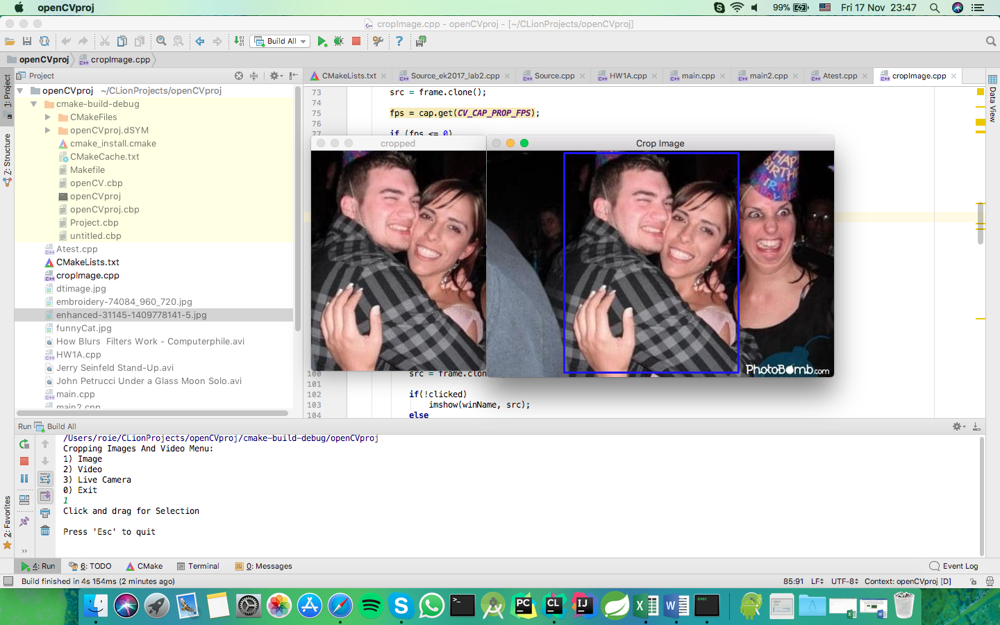 openCVproj
99%
Fri 17 Nov 23:47
cropImage.cpp - openCVproj - [~/CLionProjects/openCVproj]
Build All
openCVproj
cropImage.cpp
Project
CMakeLists.txt
Source_ek2017_lab2.cpp
Source.cpp
HW1A.cpp
main.cpp
main2.cpp
Atest.cpp
cropImage.cpp
1: Project
Z: Structure
2: Favorites
Data View
openCVproj ~/CLionProjects/openCVproj
cmake-build-debug
CMakeFiles
openCVproj.dSYM
cmake_install.cmake
CMakeCache.txt
Makefile
openCV.cbp
openCVproj
openCVproj.cbp
Project.cbp
untitled.cbp
Atest.cpp
CMakeLists.txt
cropImage.cpp
dtimage.jpg
embroidery-74084_960_720.jpg
enhanced-31145-1409778141-5.jpg
funnyCat.jpg
How Blurs Filters Work - Computerphile.avi
HW1A.cpp
Jerry Seinfeld Stand-Up.avi
John Petrucci Under a Glass Moon Solo.avi
main.cpp
main2.cpp
73 src = frame.clone();
74
75 fps = cap.get(CV_CAP_PROP_FPS);
76
77 if (fps <= 0)
cropped
Crop Image
HAPPY
BIRTH
PhotoBomb.com
100 src = frame.clon
101
102 if(!clicked)
103 imshow(winName, src);
104 else
Run Build All
/Users/roie/CLionProjects/openCVproj/cmake-build-debug/openCVproj
Cropping Images And Video Menu:
1) Image
2) Video
3) Live Camera
0) Exit
1
Click and drag for Selection
Press 'Esc' to quit
4: Run
6: TODO
CMake
Terminal
0: Messages
Event Log
Build finished in 4s 154ms (2 minutes ago)
85:91 LF UTF-8 Context: openCVproj [D]
PC
CL
IJ
exec